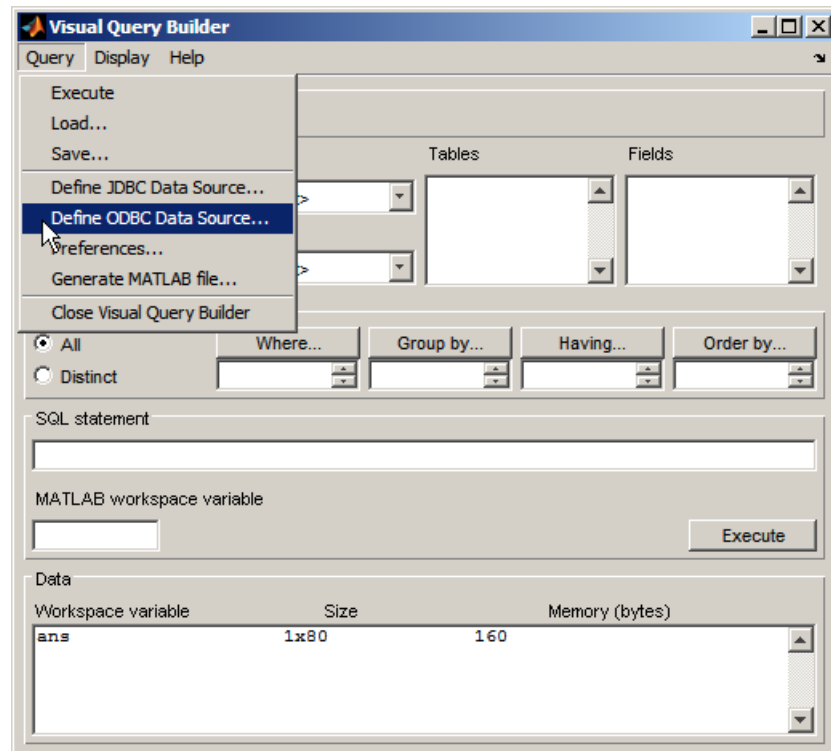 Visual Query Builder
Query Display Help
Execute
Load...
Save...
Define JDBC Data Source...
Define ODBC Data Source...
Preferences...
Generate MATLAB file...
Close Visual Query Builder
Tables Fields
>
>
All Where... Group by... Having... Order by...
Distinct
SQL statement
MATLAB workspace variable
Execute
Data
Workspace variable Size Memory (bytes)
ans 1x80 160